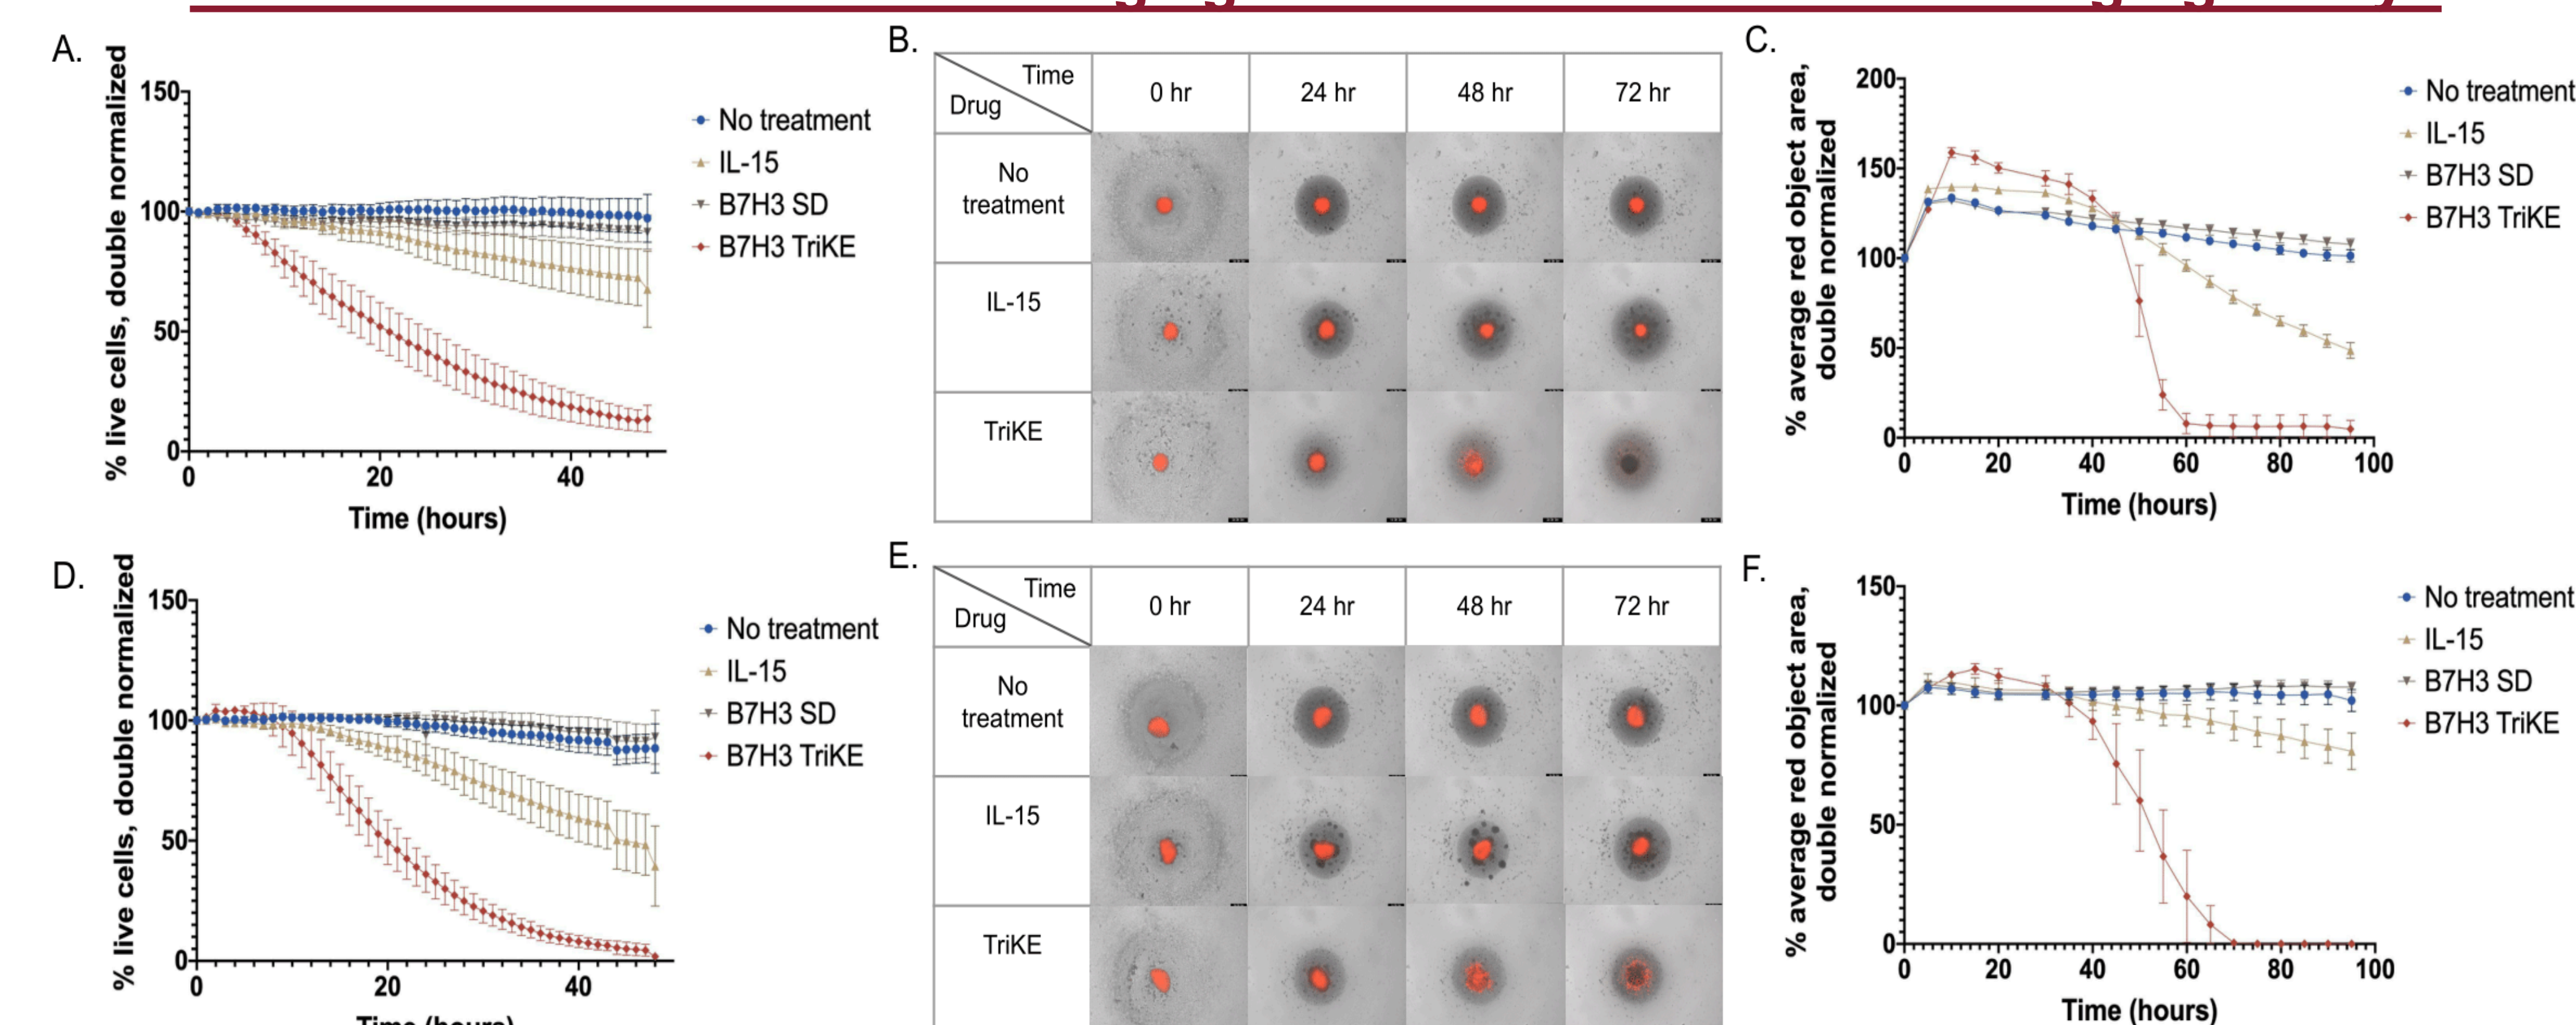 A.
% live cells, double normalized
150
100
50
0
0 20 40
Time (hours)
No treatment
IL-15
B7H3 SD
B7H3 TriKE
B.
Time
Drug
0 hr 24 hr 48 hr 72 hr
No
treatment
IL-15
TriKE
C.
% average red object area,
double normalized
200
150
100
50
0
0 20 40 60 80 100
Time (hours)
No treatment
IL-15
B7H3 SD
B7H3 TriKE
D.
% live cells, double normalized
150
100
50
0
0 20 40
Time (hours)
No treatment
IL-15
B7H3 SD
B7H3 TriKE
E.
Time
Drug
0 hr 24 hr 48 hr 72 hr
No
treatment
IL-15
TriKE
F.
% average red object area,
double normalized
150
100
50
0
0 20 40 60 80 100
Time (hours)
No treatment
IL-15
B7H3 SD
B7H3 TriKE